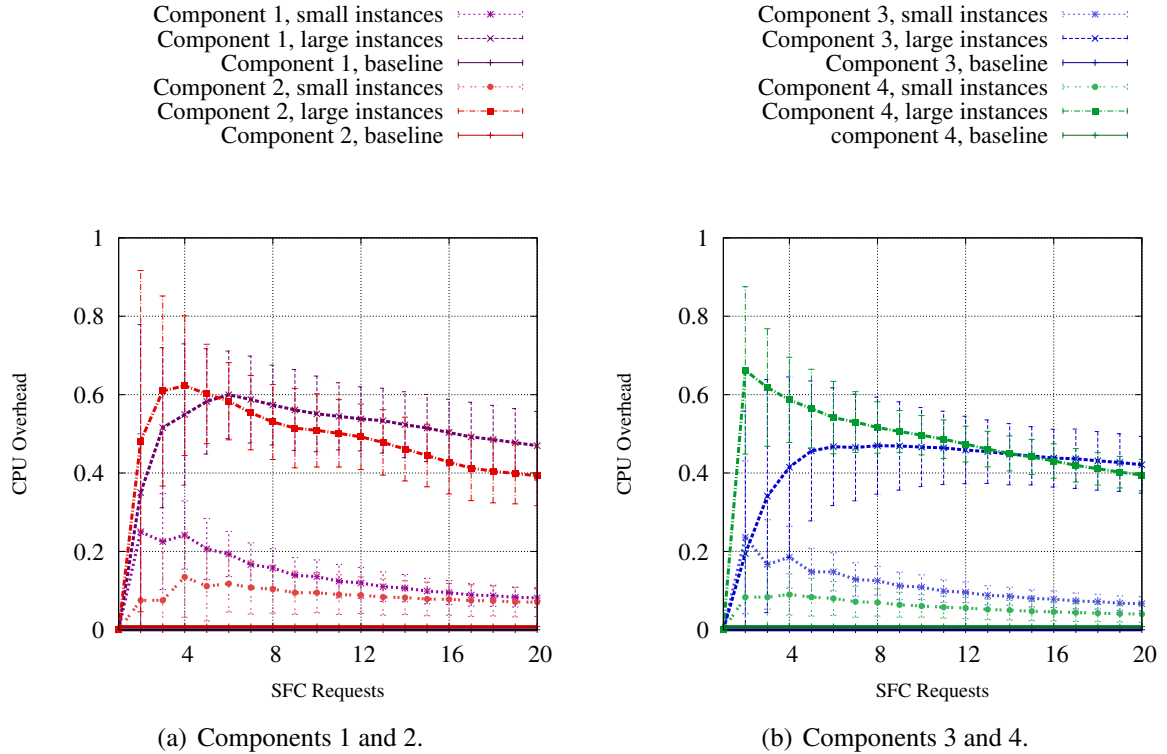 Component 1, small instances
Component 1, large instances
Component 1, baseline
Component 2, small instances
Component 2, large instances
Component 2, baseline
1
0.8
0.6
0.4
0.2
0
CPU Overhead
4 8 12 16 20
SFC Requests
(a) Components 1 and 2.
Component 3, small instances
Component 3, large instances
Component 3, baseline
Component 4, small instances
Component 4, large instances
component 4, baseline
1
0.8
0.6
0.4
0.2
0
CPU Overhead
4 8 12 16 20
SFC Requests
(b) Components 3 and 4.